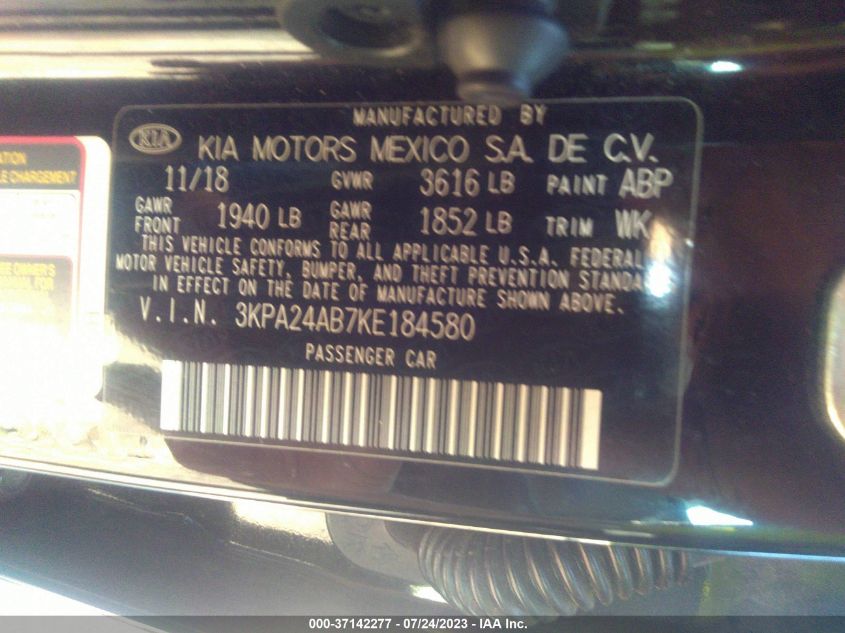 MANUFACTURED BY
KIA KIA MOTORS MEXICO S.A. DE C.V.
11/18 GVWR 3616 LB PAINT ABP
GAWR FRONT 1940 LB GAWR REAR 1852 LB TRIM WK
THIS VEHICLE CONFORMS TO ALL APPLICABLE U.S.A. FEDERAL
MOTOR VEHICLE SAFETY, BUMPER, AND THEFT PREVENTION STANDA
IN EFFECT ON THE DATE OF MANUFACTURE SHOWN ABOVE.
V.I.N. 3KPA24AB7KE184580
PASSENGER CAR
ATION
LE CHARGEMENT
000-37142277 - 07/24/2023 - IAA Inc.